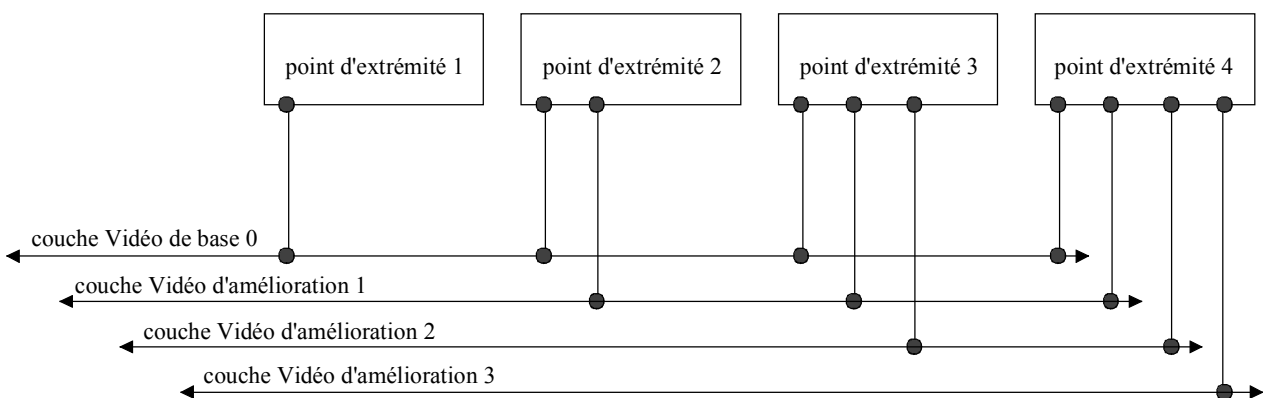 point d'extrémité 1
point d'extrémité 2
point d'extrémité 3
point d'extrémité 4
couche Vidéo de base 0
couche Vidéo d'amélioration 1
couche Vidéo d'amélioration 2
couche Vidéo d'amélioration 3